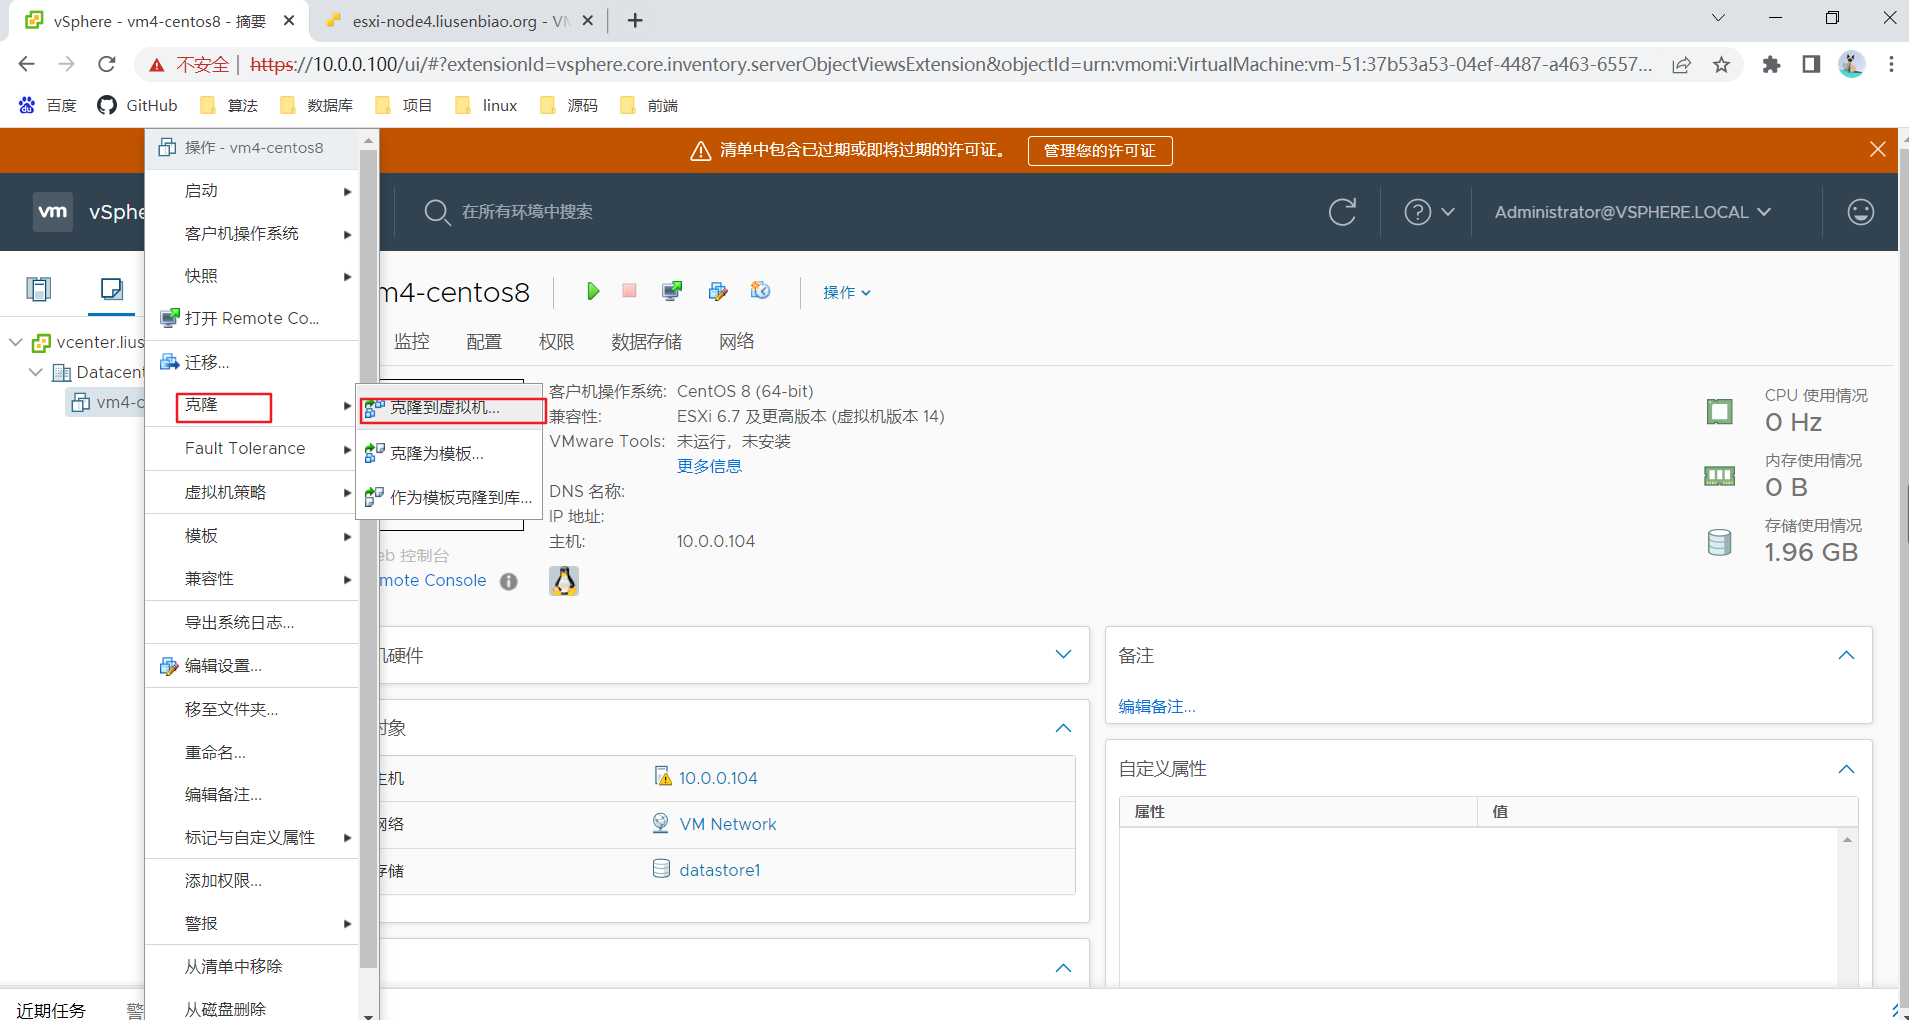 vSphere - vm4-centos8 - 摘要
esxi-node4.liusenbiao.org - VM
不安全 | https://10.0.0.100/ui/#?extensionId=vsphere.core.inventory.serverObjectViewsExtension&objectId=urn:vmomi:VirtualMachine:vm-51:37b53a53-04ef-4487-a463-6557...
百度 GitHub 算法 数据库 项目 linux 源码 前端
清单中包含已过期或即将过期的许可证。 管理您的许可证
vm vSphe
在所有环境中搜索
Administrator@VSPHERE.LOCAL
vcenter.lius
Datacent
vm4-c
操作 - vm4-centos8
启动
客户机操作系统
快照
打开 Remote Co...
迁移...
克隆
Fault Tolerance
虚拟机策略
模板
兼容性
导出系统日志...
编辑设置...
移至文件夹...
重命名...
编辑备注...
标记与自定义属性
添加权限...
警报
从清单中移除
从磁盘删除
克隆到虚拟机...
克隆为模板...
作为模板克隆到库...
m4-centos8
操作
监控 配置 权限 数据存储 网络
客户机操作系统: CentOS 8 (64-bit)
兼容性: ESXi 6.7 及更高版本 (虚拟机版本 14)
VMware Tools: 未运行，未安装
更多信息
DNS 名称:
IP 地址:
主机: 10.0.0.104
eb 控制台
mote Console
CPU 使用情况
0 Hz
内存使用情况
0 B
存储使用情况
1.96 GB
机硬件
对象
主机 10.0.0.104
网络 VM Network
存储 datastore1
备注
编辑备注...
自定义属性
属性 值
近期任务 警